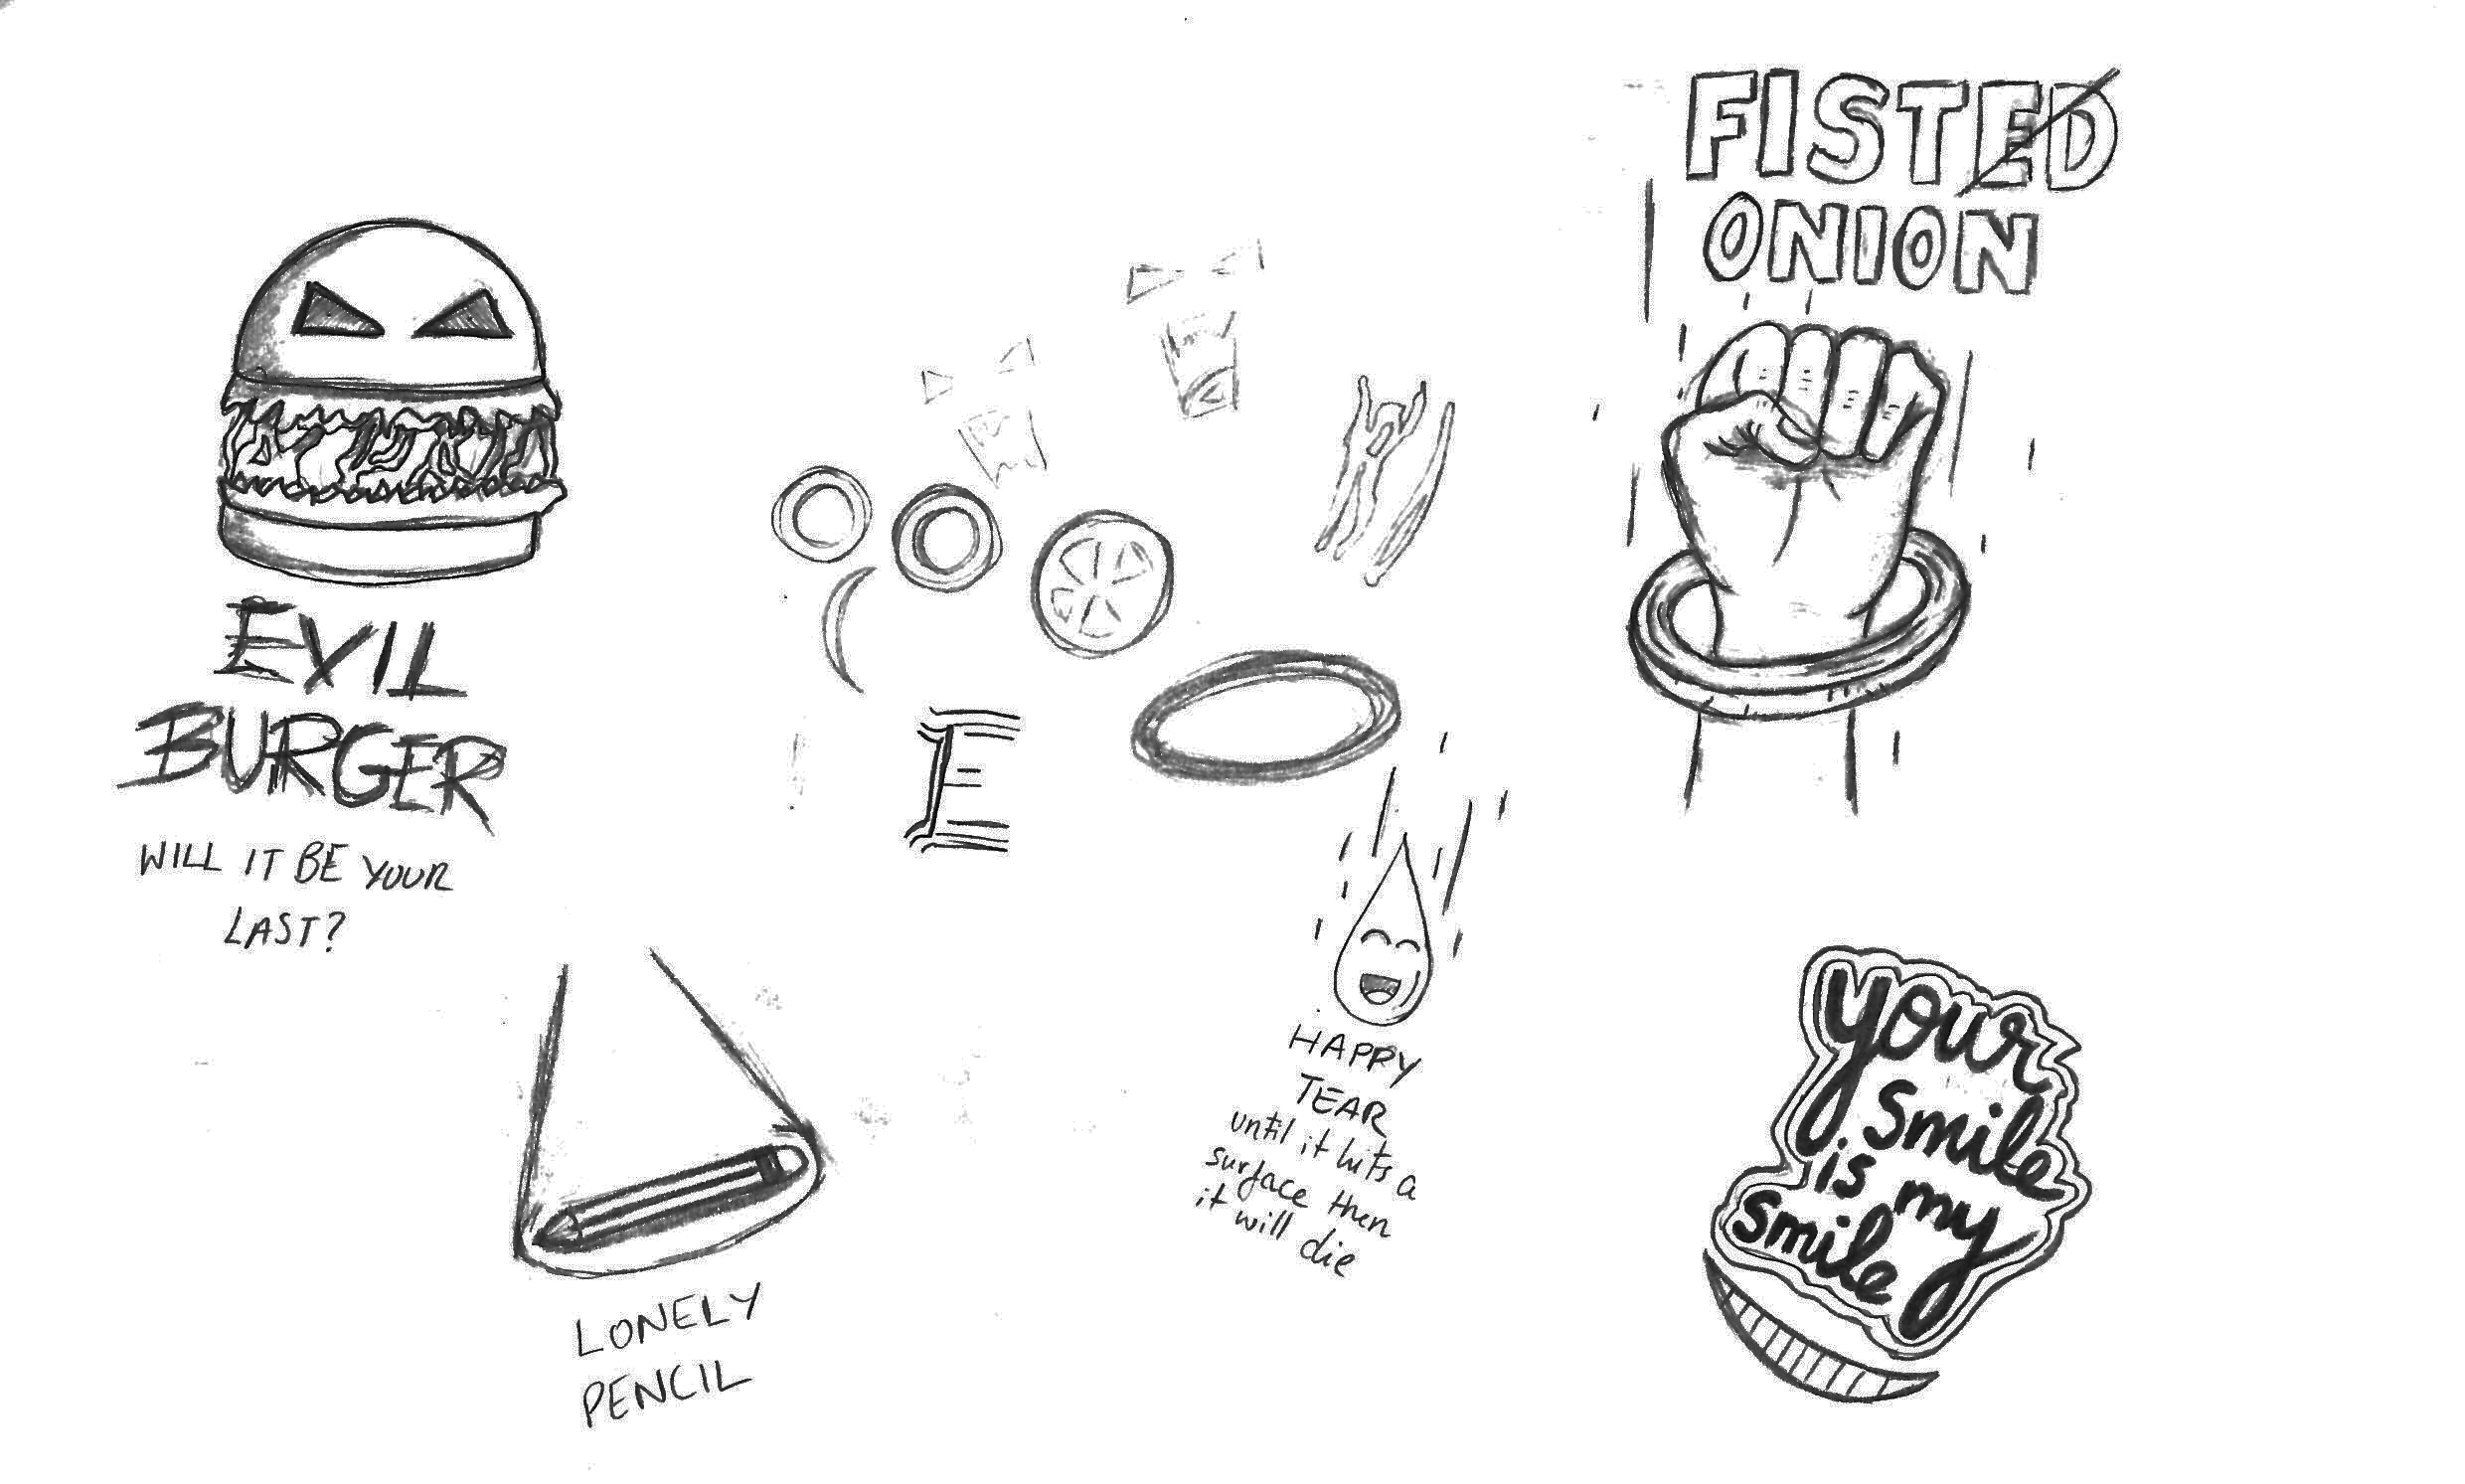 FISTED
ONION
EVIL
BURGER
WILL IT BE YOUR
LAST?
E
HAPPY
TEAR
until it hits a
surface then
it will die
LONELY
PENCIL
your
smile
is my
smile